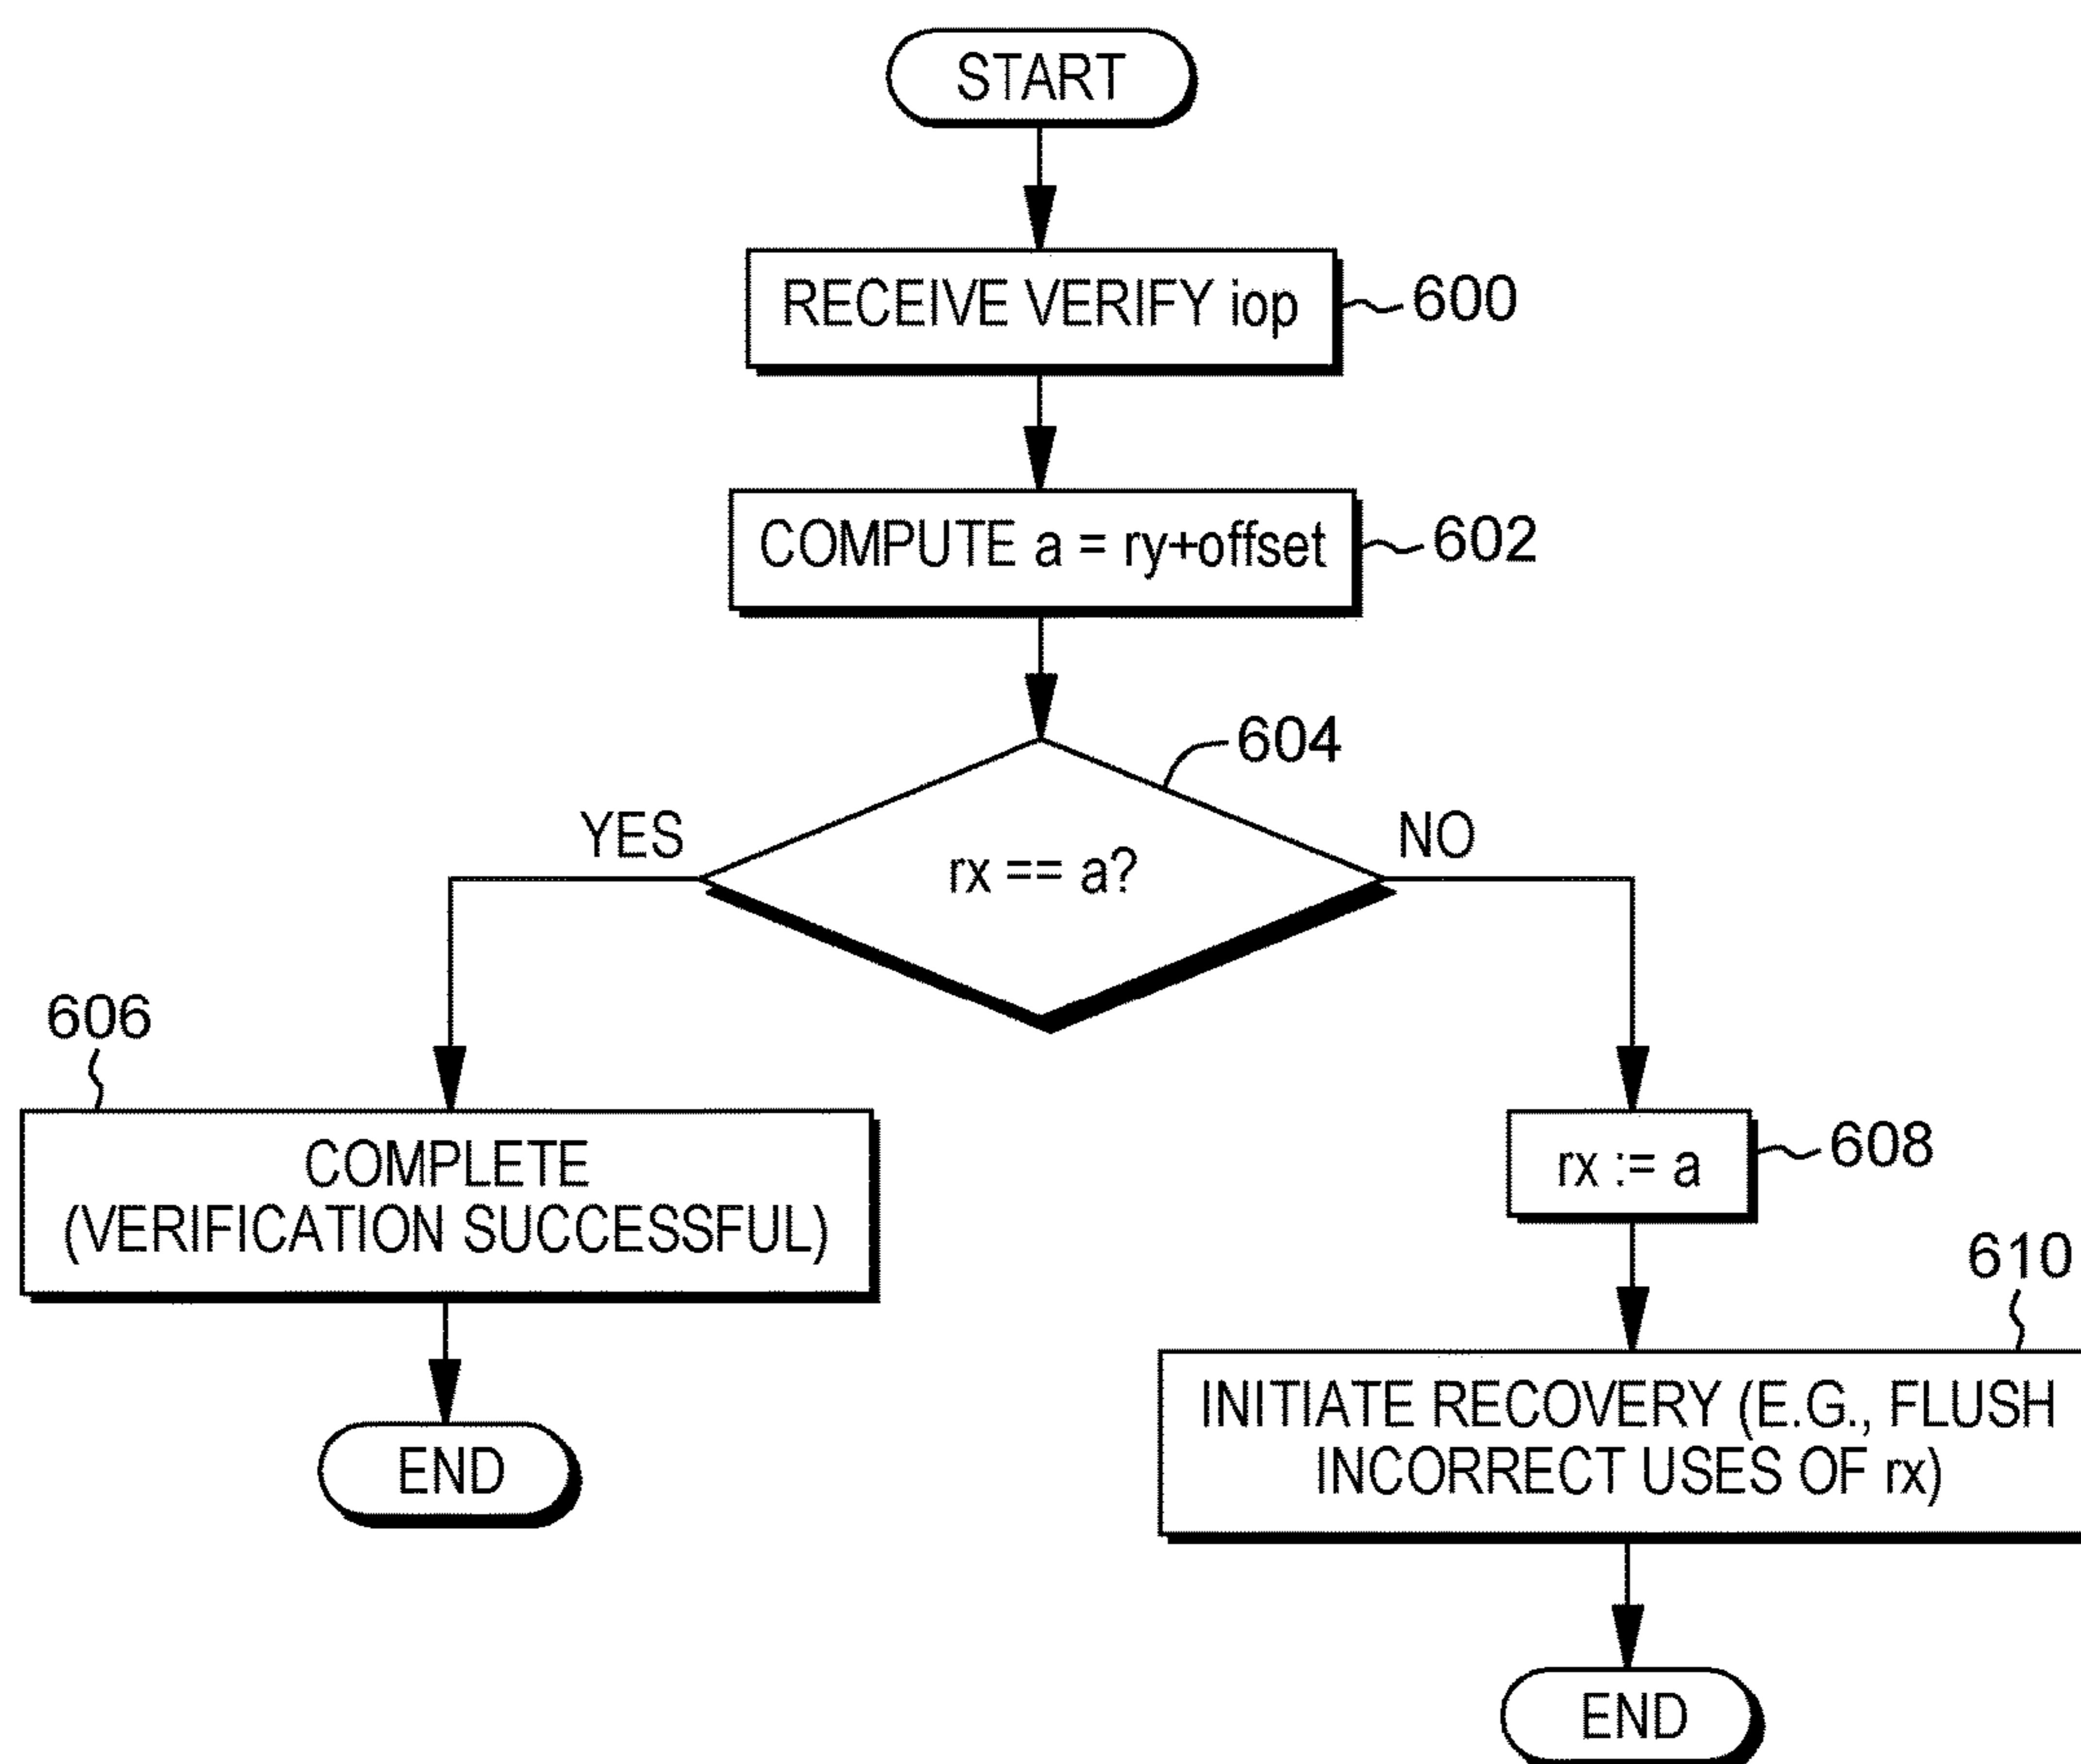 START
RECEIVE VERIFY iop
600
COMPUTE a = ry+offset
602
604
YES
NO
rx == a?
606
COMPLETE
(VERIFICATION SUCCESSFUL)
rx := a
608
610
INITIATE RECOVERY (E.G., FLUSH
INCORRECT USES OF rx)
END
END